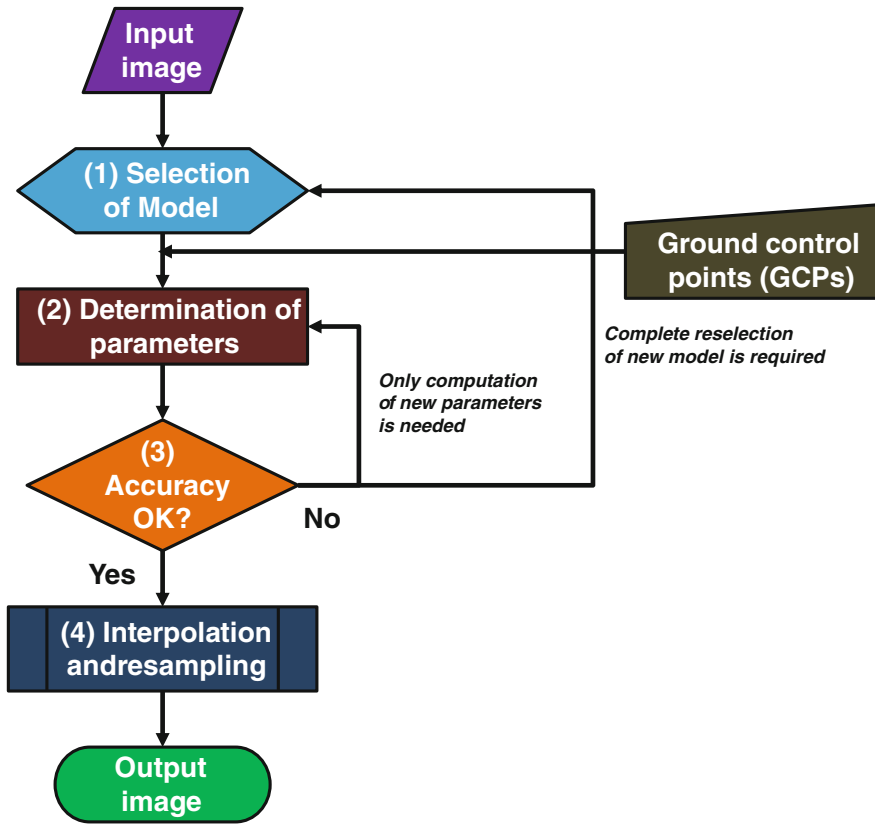 Input
image
(1) Selection
of Model
Ground control
points (GCPs)
(2) Determination of
parameters
Complete reselection
of new model is required
Only computation
of new parameters
is needed
(3)
Accuracy
OK?
No
Yes
(4) Interpolation
andresampling
Output
image